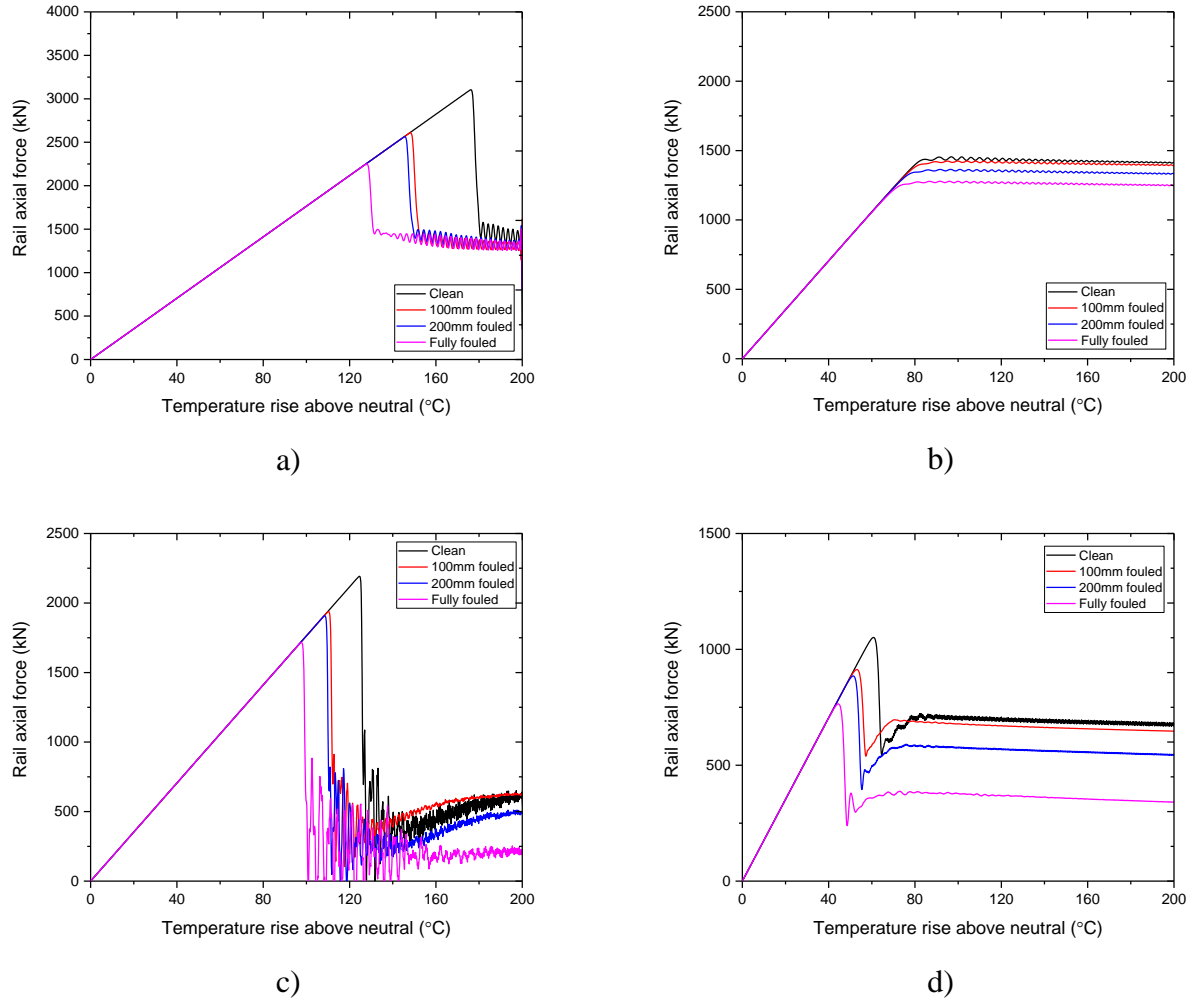 4000
3500
3000
2500
2000
1500
1000
500
0
Rail axial force (kN)
Clean
100mm fouled
200mm fouled
Fully fouled
0 40 80 120 160 200
Temperature rise above neutral (°C)
a)
2500
2000
1500
1000
500
0
Rail axial force (kN)
Clean
100mm fouled
200mm fouled
Fully fouled
0 40 80 120 160 200
Temperature rise above neutral (°C)
b)
2500
2000
1500
1000
500
0
Rail axial force (kN)
Clean
100mm fouled
200mm fouled
Fully fouled
0 40 80 120 160 200
Temperature rise above neutral (°C)
c)
1500
1000
500
0
Rail axial force (kN)
Clean
100mm fouled
200mm fouled
Fully fouled
0 40 80 120 160 200
Temperature rise above neutral (°C)
d)